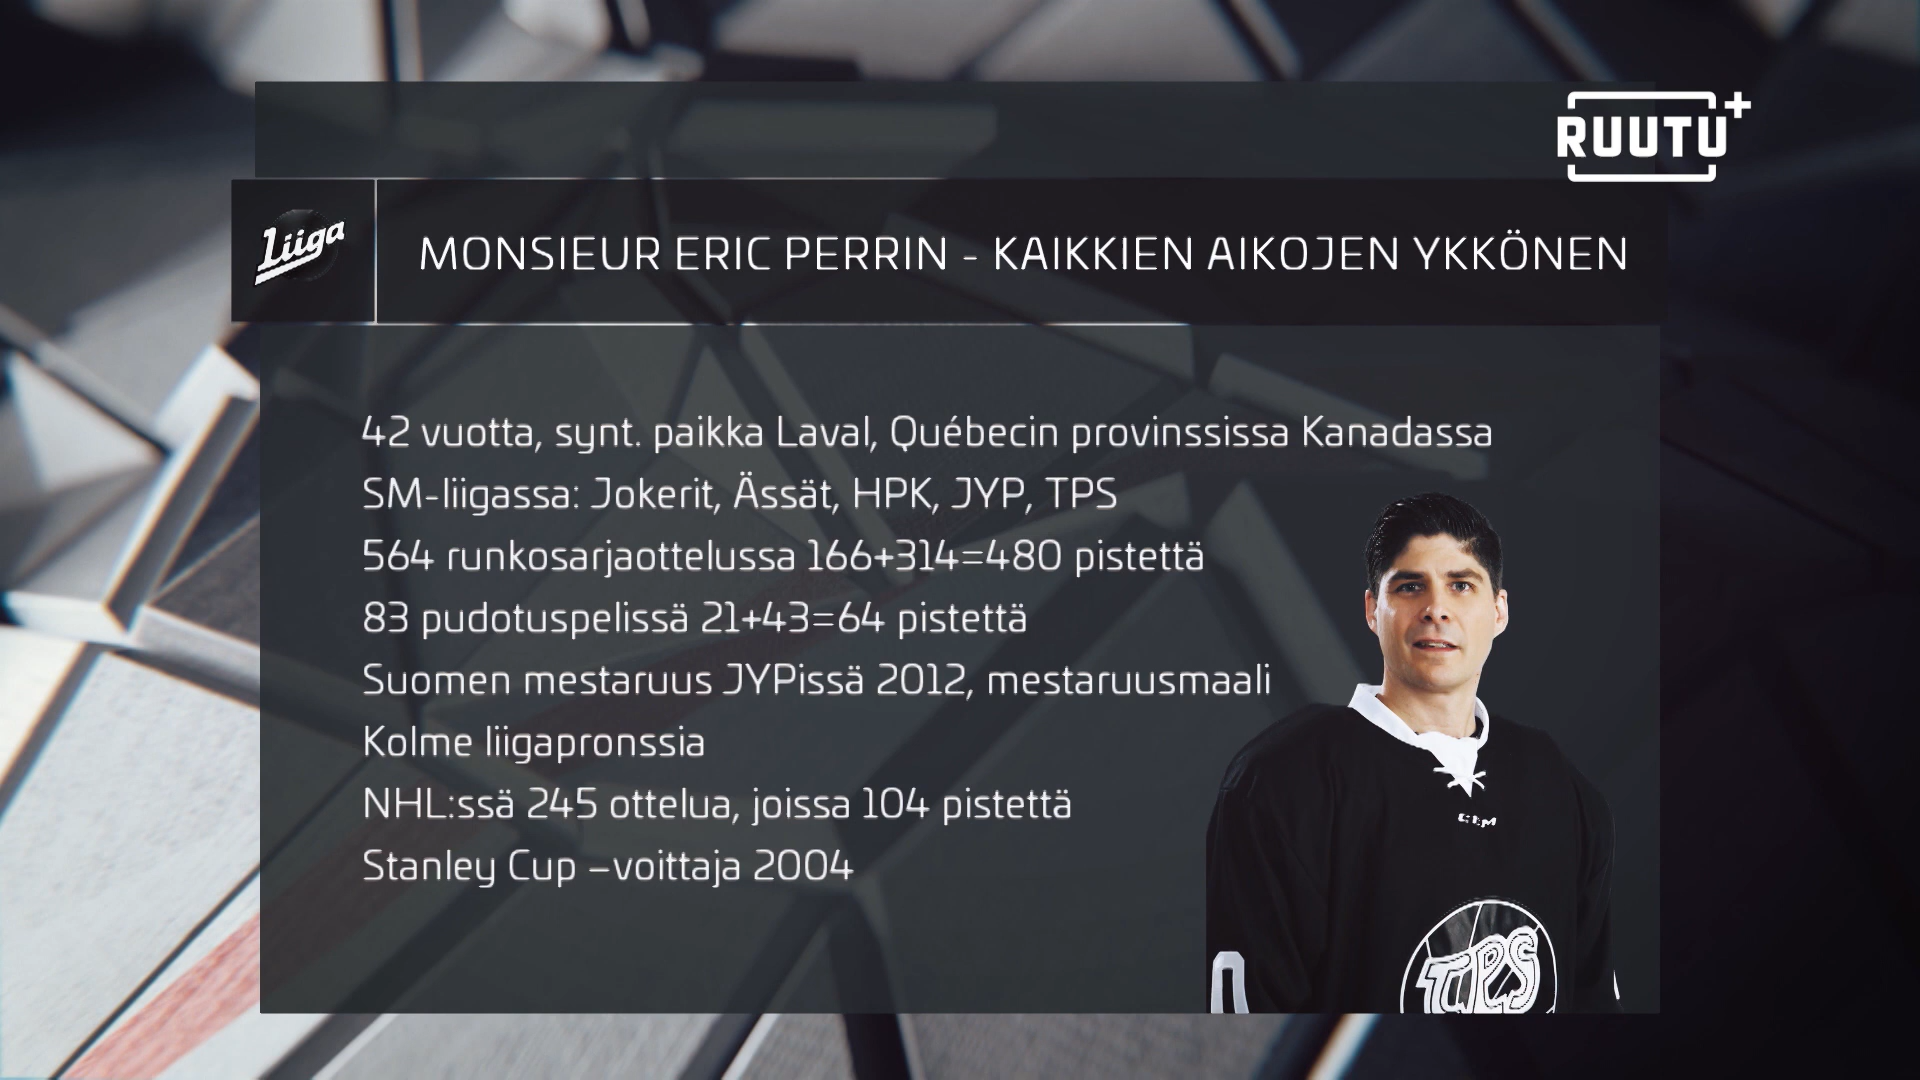 RUUTU+
Liiga
MONSIEUR ERIC PERRIN - KAIKKIEN AIKOJEN YKKÖNEN
42 vuotta, synt. paikka Laval, Québecin provinssissa Kanadassa
SM-liigassa: Jokerit, Ässät, HPK, JYP, TPS
564 runkosarjaottelussa 166+314=480 pistettä
83 pudotuspelissä 21+43=64 pistettä
Suomen mestaruus JYPissä 2012, mestaruusmaali
Kolme liigapronssia
NHL:ssä 245 ottelua, joissa 104 pistettä
Stanley Cup –voittaja 2004
CCM
TPS